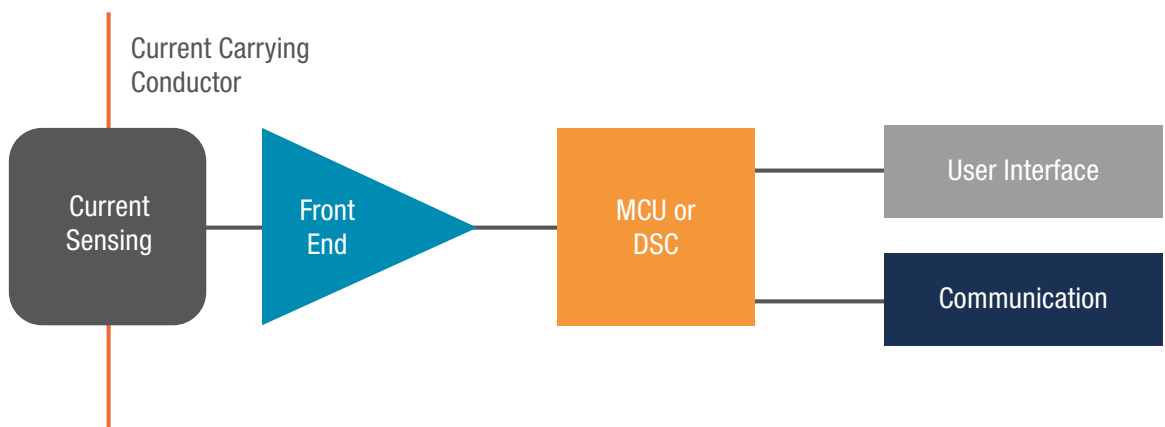 Current Carrying
Conductor
Current
Sensing
Front
End
MCU or
DSC
User Interface
Communication